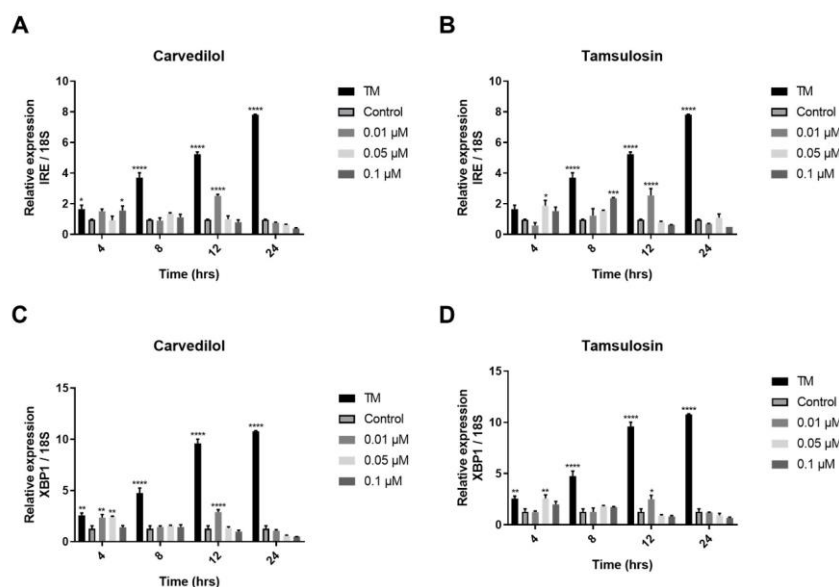 A
Carvedilol
Relative expression
IRE / 18S
10
8
6
4
2
0
*
*
****
****
****
****
4
8
12
24
Time (hrs)
TM
Control
0.01 µM
0.05 µM
0.1 µM
B
Tamsulosin
Relative expression
IRE / 18S
10
8
6
4
2
0
*
****
***
****
****
****
4
8
12
24
Time (hrs)
TM
Control
0.01 µM
0.05 µM
0.1 µM
C
Carvedilol
Relative expression
XBP1 / 18S
15
10
5
0
**
**
**
****
****
****
****
4
8
12
24
Time (hrs)
TM
Control
0.01 µM
0.05 µM
0.1 µM
D
Tamsulosin
Relative expression
XBP1 / 18S
15
10
5
0
**
**
****
****
*
****
4
8
12
24
Time (hrs)
TM
Control
0.01 µM
0.05 µM
0.1 µM